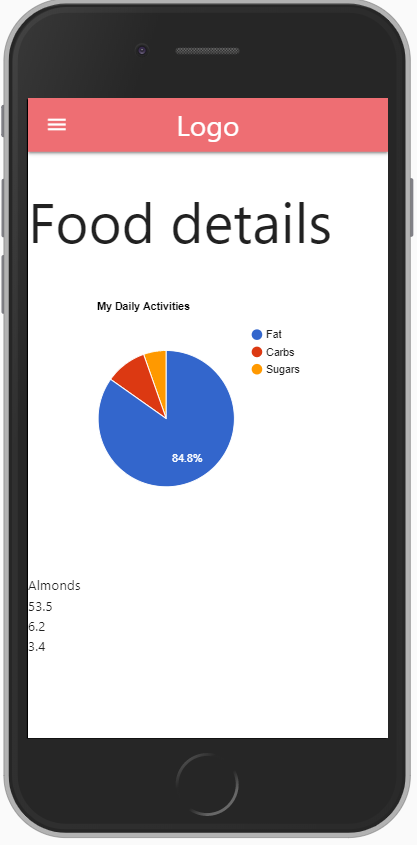 Logo
Food details
My Daily Activities
Fat
Carbs
Sugars
84.8%
Almonds
53.5
6.2
3.4